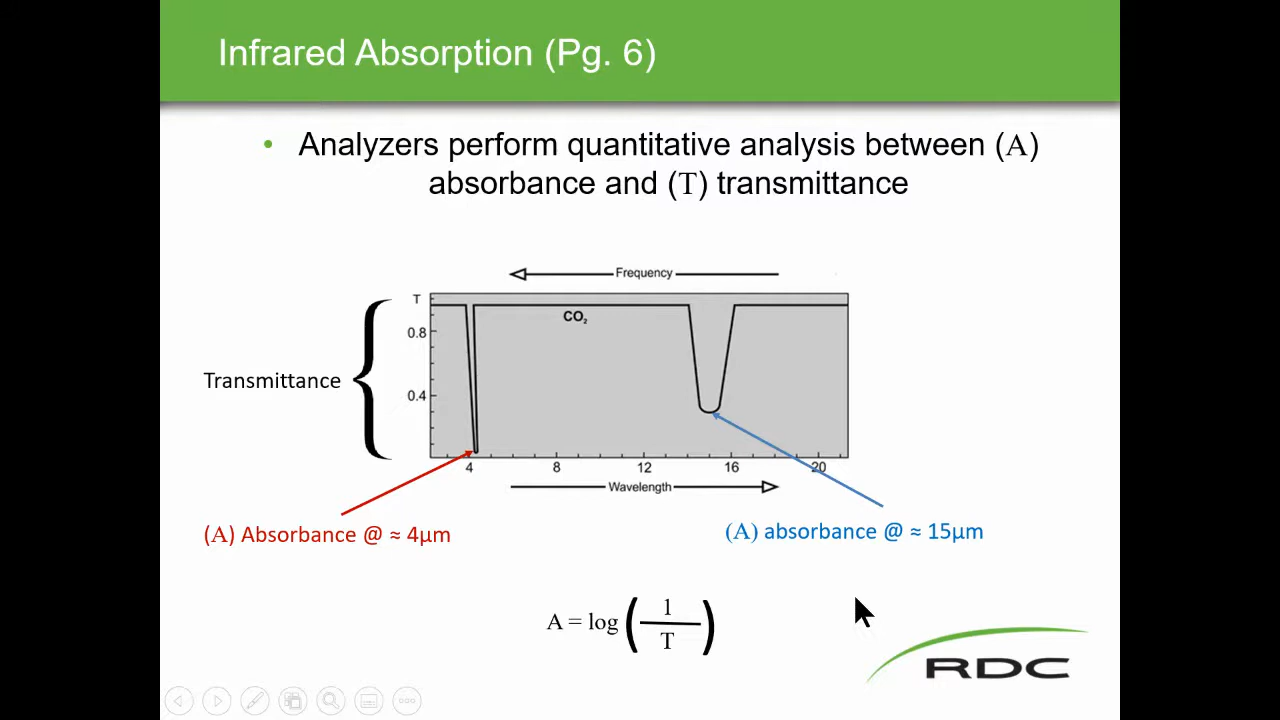 Infrared Absorption (Pg. 6)
• Analyzers perform quantitative analysis between (A)
absorbance and (T) transmittance
Frequency
T
CO₂
0.8
Transmittance
0.4
4 8 12 16 20
Wavelength
(A) Absorbance @ ≈ 4µm
(A) absorbance @ ≈ 15µm
A = log ( 1 / T )
RDC